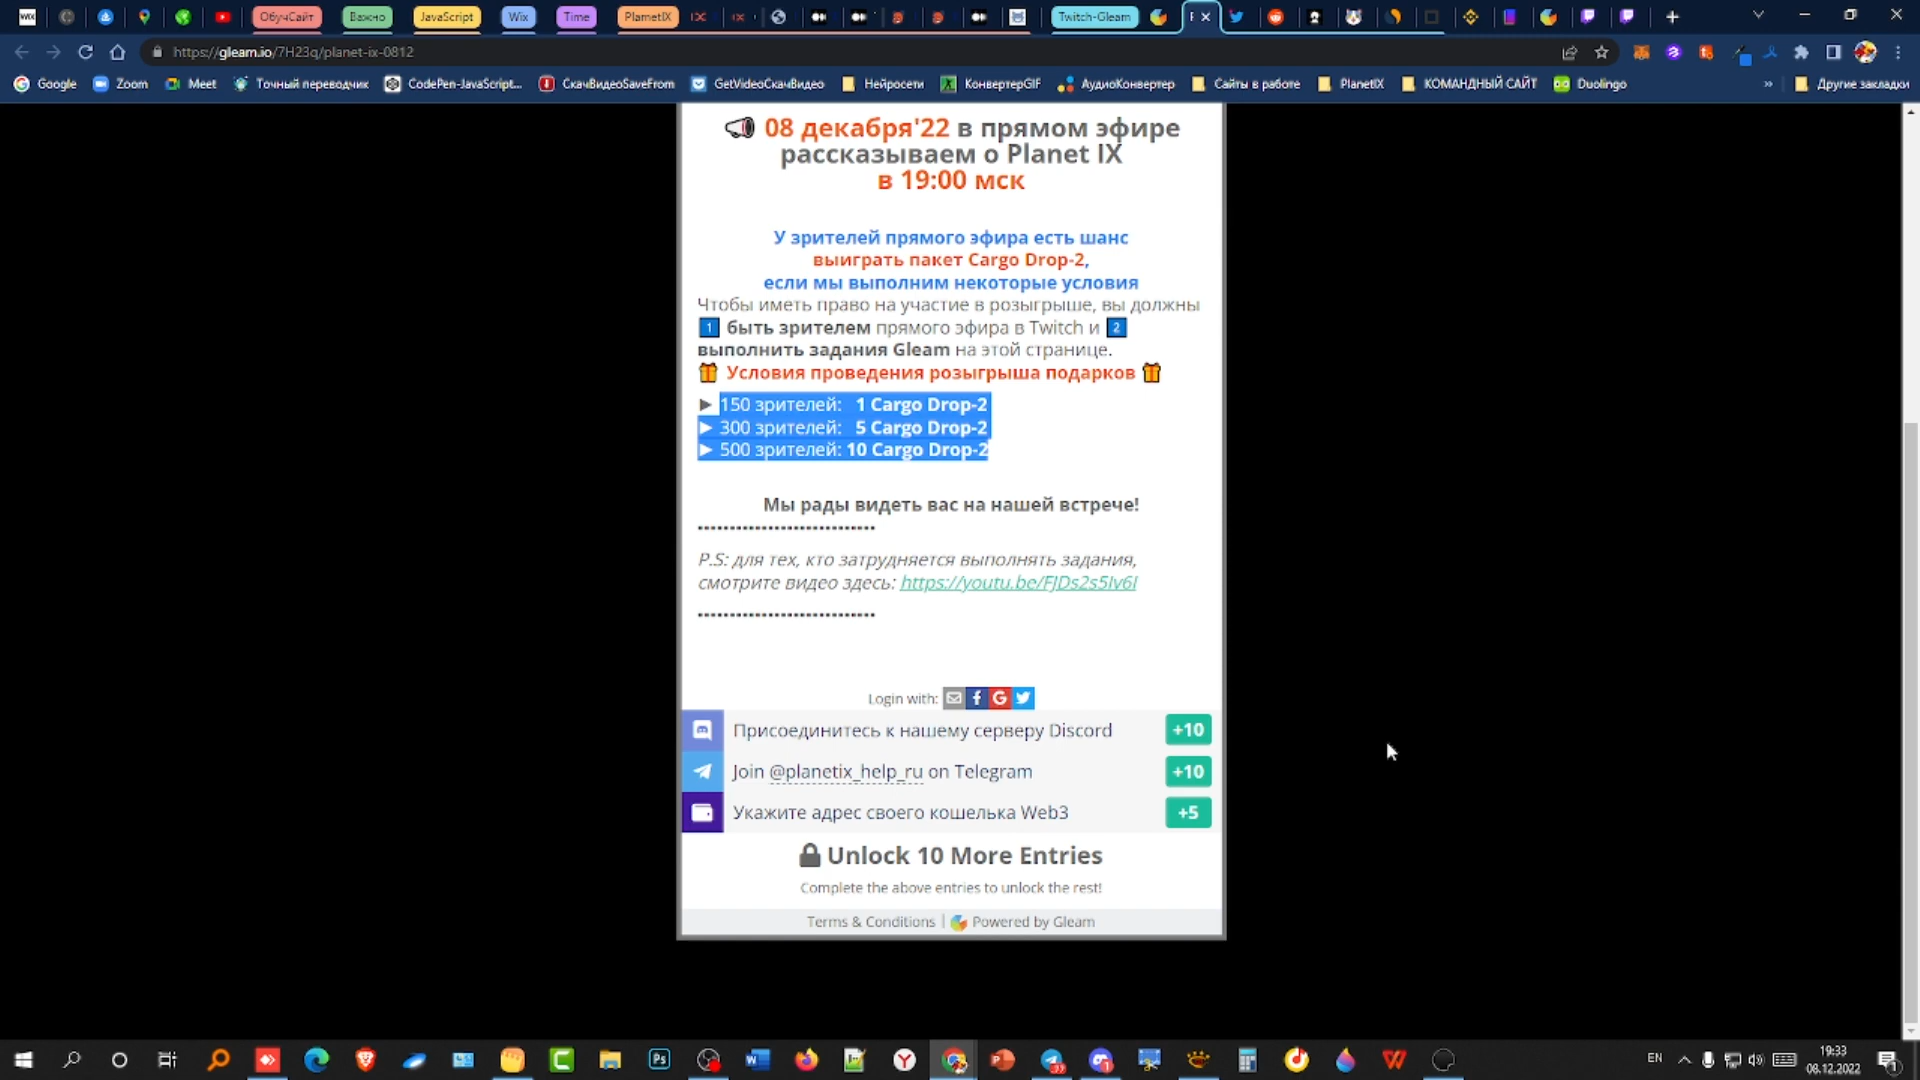 ОбучСайт Важно JavaScript Wix Time PlametIX Twitch-Gleam
https://gleam.io/7H23q/planet-ix-0812
Google Zoom Meet Точный переводчик CodePen-JavaScript... СкачВидеоSaveFrom GetVideoСкачВидео Нейросети КонвертерGIF АудиоКонвертер Сайты в работе PlanetIX КОМАНДНЫЙ САЙТ Duolingo » Другие закладки
08 декабря'22 в прямом эфире
рассказываем о Planet IX
в 19:00 мск
У зрителей прямого эфира есть шанс
выиграть пакет Cargo Drop-2,
если мы выполним некоторые условия
Чтобы иметь право на участие в розыгрыше, вы должны
1 быть зрителем прямого эфира в Twitch и 2
выполнить задания Gleam на этой странице.
Условия проведения розыгрыша подарков
► 150 зрителей: 1 Cargo Drop-2
► 300 зрителей: 5 Cargo Drop-2
► 500 зрителей: 10 Cargo Drop-2
Мы рады видеть вас на нашей встрече!
P.S: для тех, кто затрудняется выполнять задания,
смотрите видео здесь: https://youtu.be/FJDs2s5Iv6I
Login with:
Присоединитесь к нашему серверу Discord +10
Join @planetix_help_ru on Telegram +10
Укажите адрес своего кошелька Web3 +5
Unlock 10 More Entries
Complete the above entries to unlock the rest!
Terms & Conditions | Powered by Gleam
EN 19:33
08.12.2022